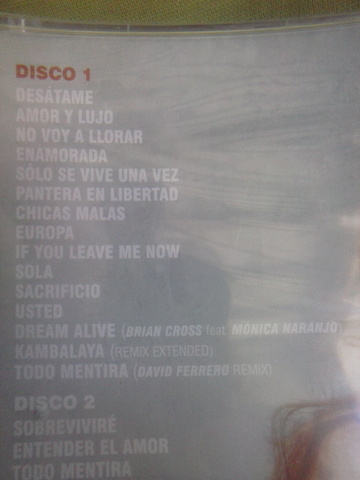 DISCO 1
DESÁTAME
AMOR Y LUJO
NO VOY A LLORAR
ENAMORADA
SÓLO SE VIVE UNA VEZ
PANTERA EN LIBERTAD
CHICAS MALAS
EUROPA
IF YOU LEAVE ME NOW
SOLA
SACRIFICIO
USTED
DREAM ALIVE (BRIAN CROSS feat. MÓNICA NARANJO)
KAMBALAYA (REMIX EXTENDED)
TODO MENTIRA (DAVID FERRERO REMIX)
DISCO 2
SOBREVIVIRÉ
ENTENDER EL AMOR
TODO MENTIRA